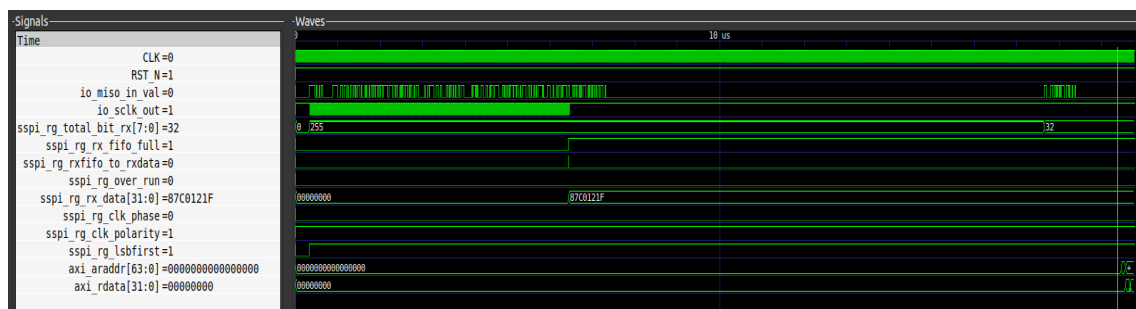 Signals
Waves
Time
10 us
CLK=0
RST_N=1
io_miso_in_val=0
io_sclk_out=1
sspi_rg_total_bit_rx[7:0]=32
0 255 32
sspi_rg_rx_fifo_full=1
sspi_rg_rxfifo_to_rxdata=0
sspi_rg_over_run=0
sspi_rg_rx_data[31:0]=87C0121F
00000000 87C0121F
sspi_rg_clk_phase=0
sspi_rg_clk_polarity=1
sspi_rg_lsbfirst=1
axi_araddr[63:0]=0000000000000000
0000000000000000 +
axi_rdata[31:0]=00000000
00000000